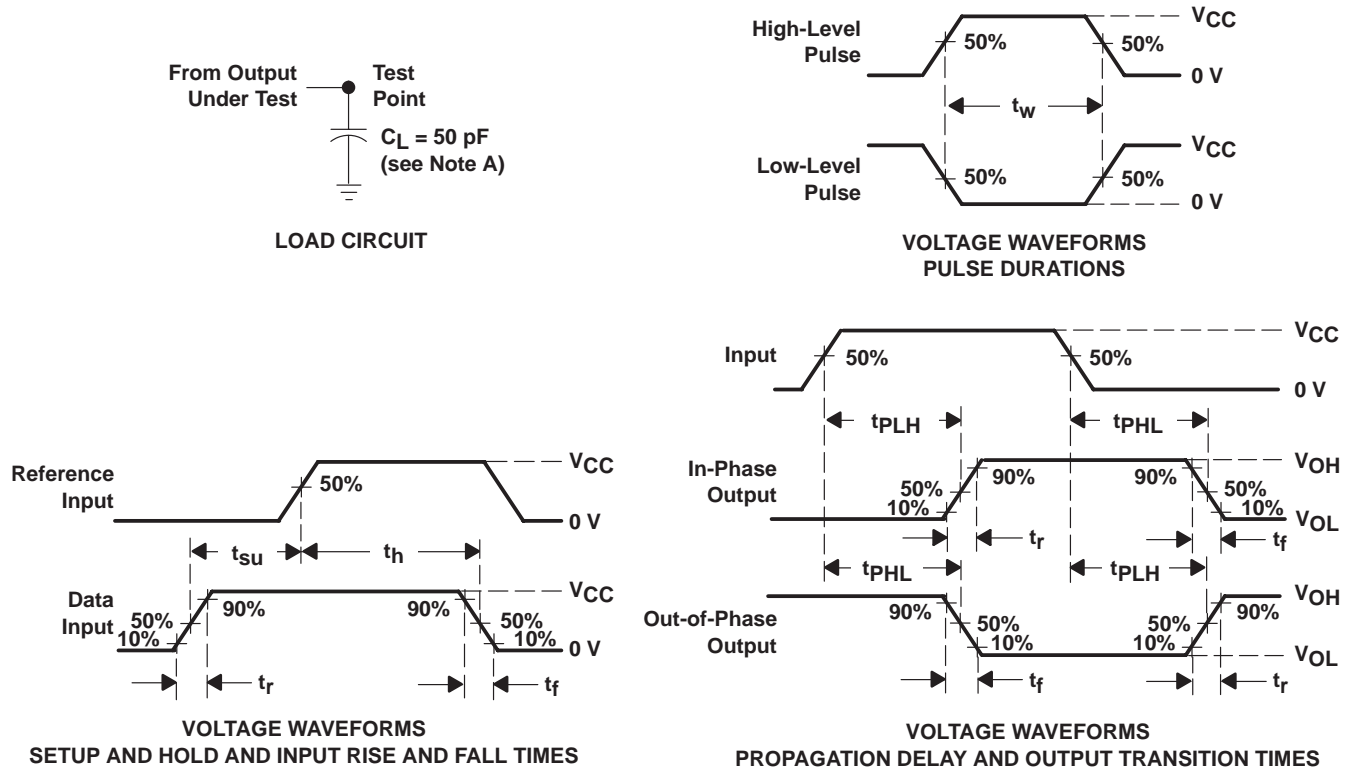 From Output
Under Test
Test
Point
CL = 50 pF
(see Note A)
LOAD CIRCUIT
High-Level
Pulse
50%
50%
VCC
0 V
tw
Low-Level
Pulse
50%
50%
VCC
0 V
VOLTAGE WAVEFORMS
PULSE DURATIONS
Reference
Input
50%
VCC
0 V
tsu
th
Data
Input
50%
10%
90%
90%
50%
10%
VCC
0 V
tr
tf
VOLTAGE WAVEFORMS
SETUP AND HOLD AND INPUT RISE AND FALL TIMES
Input
50%
50%
VCC
0 V
tPLH
tPHL
In-Phase
Output
50%
10%
90%
90%
50%
10%
VOH
VOL
tr
tf
tPHL
tPLH
Out-of-Phase
Output
90%
50%
10%
50%
10%
90%
VOH
VOL
tf
tr
VOLTAGE WAVEFORMS
PROPAGATION DELAY AND OUTPUT TRANSITION TIMES